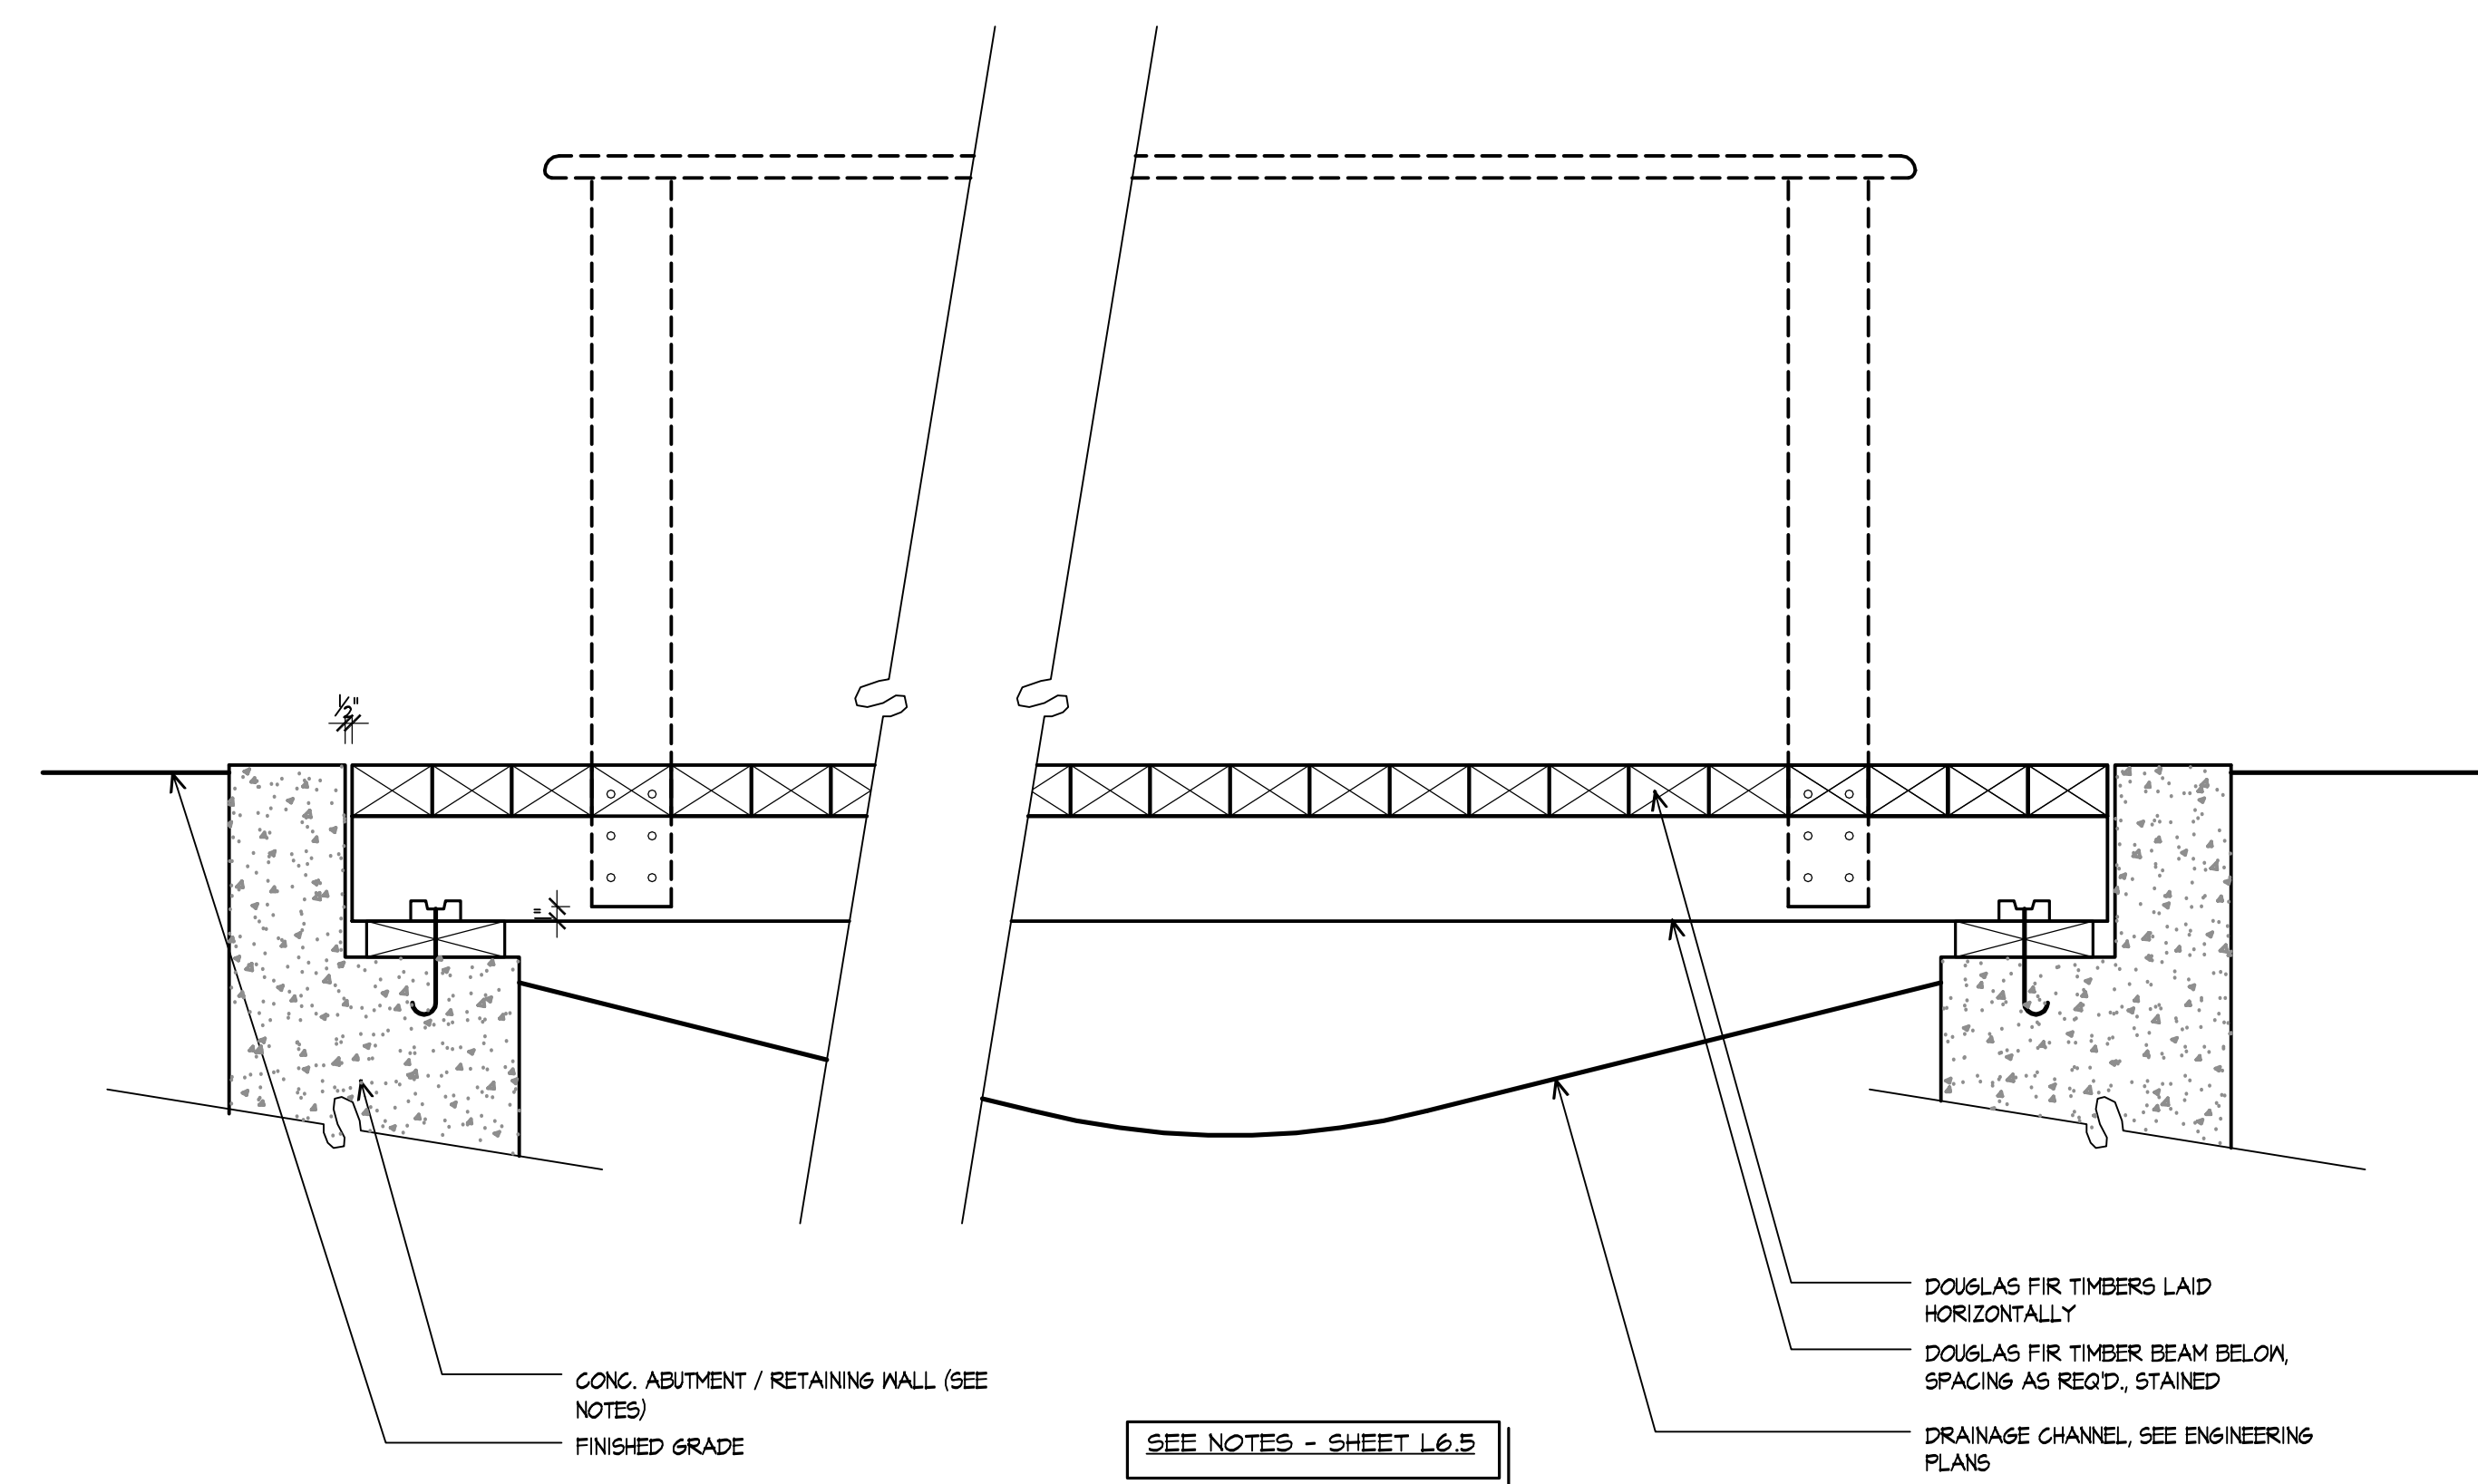 1/2"
1"
DOUGLAS FIR TIMBERS LAID
HORIZONTALLY
DOUGLAS FIR TIMBER BEAM BELOW,
SPACING AS REQ'D., STAINED
CONC. ABUTMENT / RETAINING WALL (SEE
NOTES)
FINISHED GRADE
SEE NOTES - SHEET L6.5
DRAINAGE CHANNEL, SEE ENGINEERING
PLANS